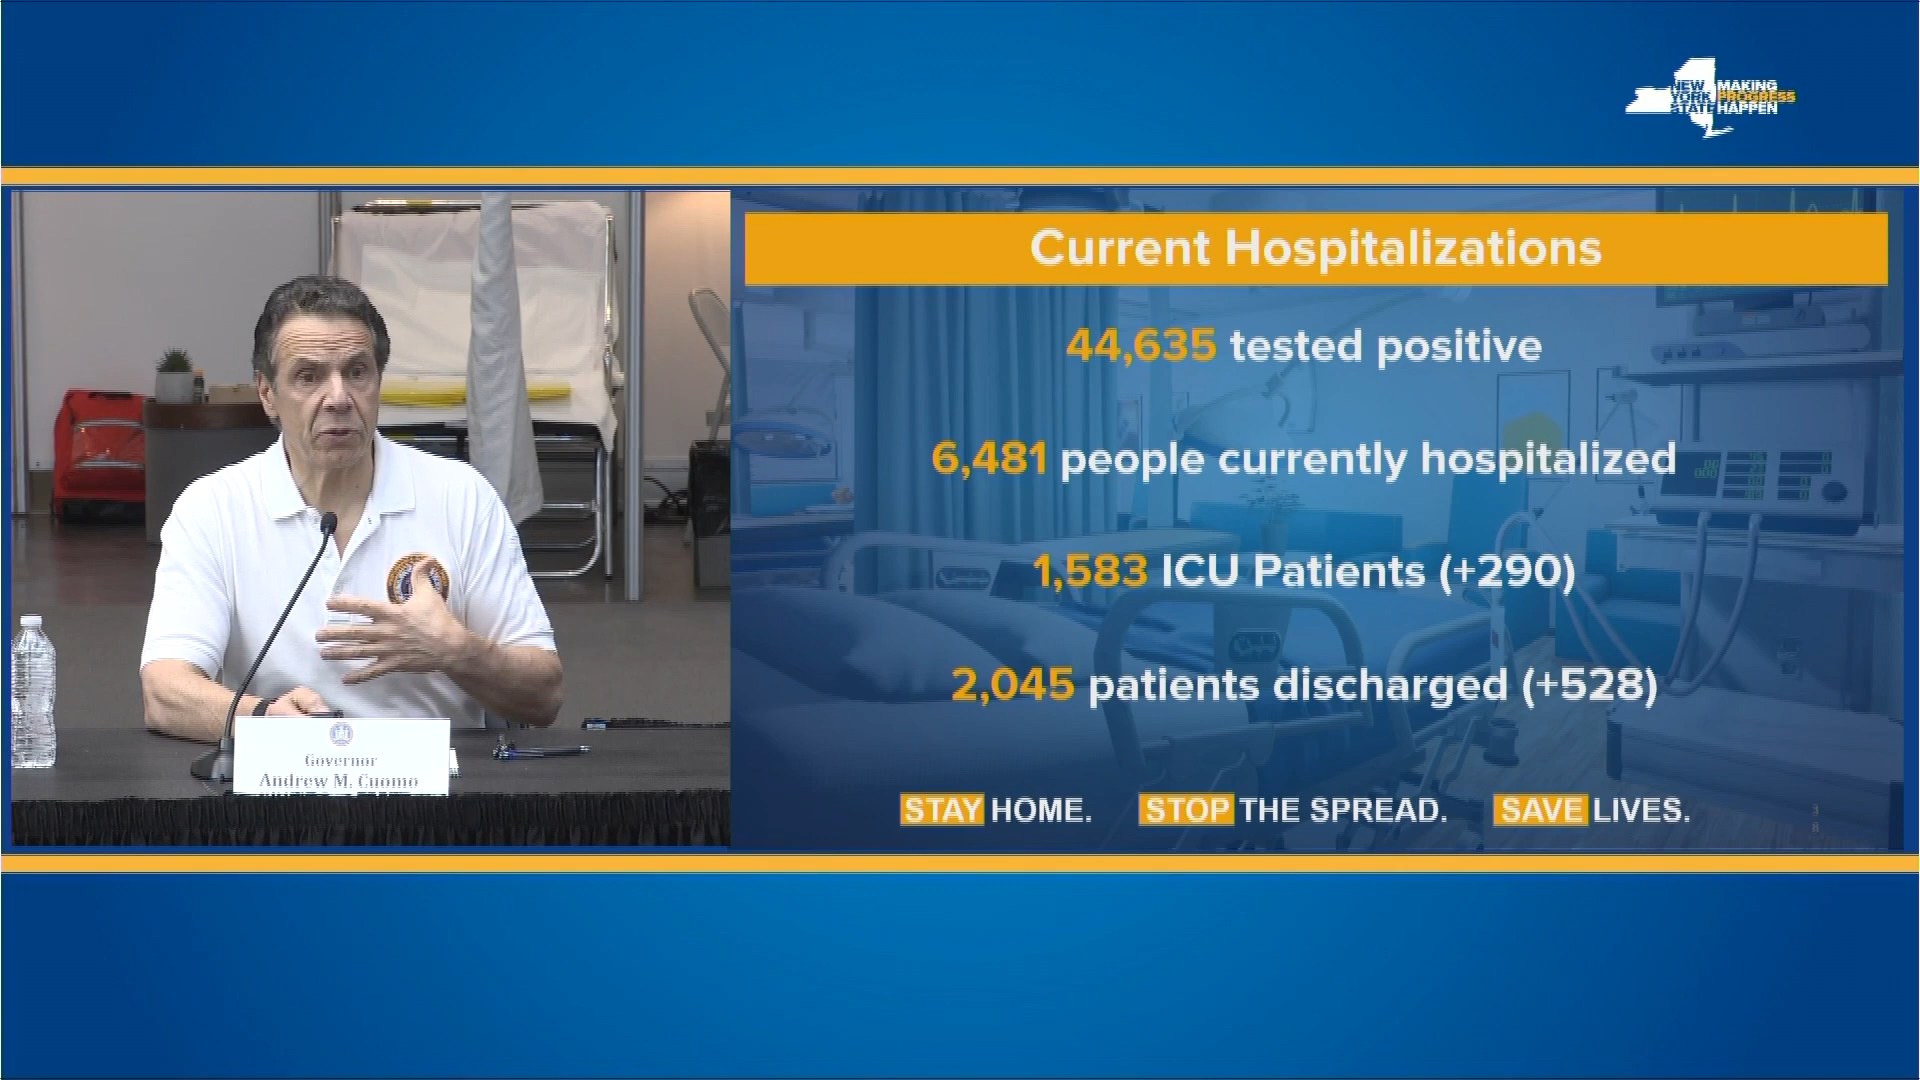 NEW
YORK
STATE
MAKING
PROGRESS
HAPPEN
Current Hospitalizations
44,635 tested positive
6,481 people currently hospitalized
1,583 ICU Patients (+290)
2,045 patients discharged (+528)
STAY HOME. STOP THE SPREAD. SAVE LIVES.
Governor
Andrew M. Cuomo